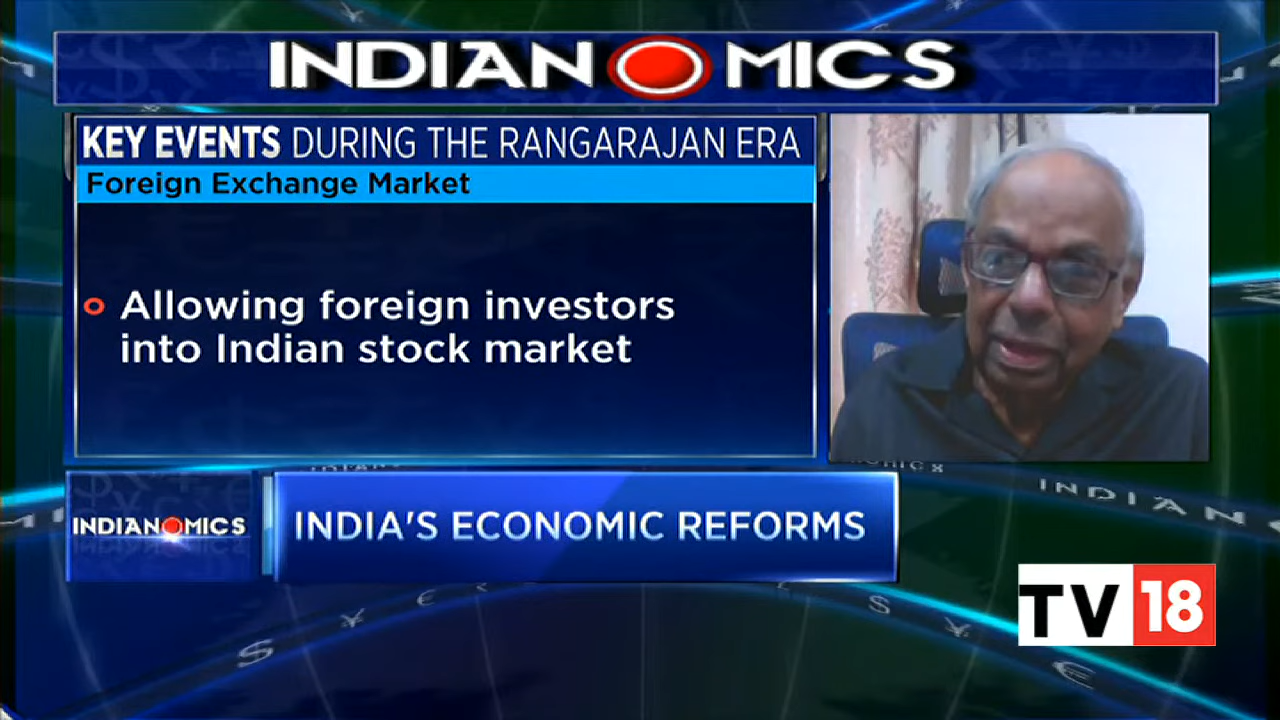 INDIANOMICS
KEY EVENTS DURING THE RANGARAJAN ERA
Foreign Exchange Market
Allowing foreign investors
into Indian stock market
INDIANOMICS
INDIA'S ECONOMIC REFORMS
INDIAN
TV18